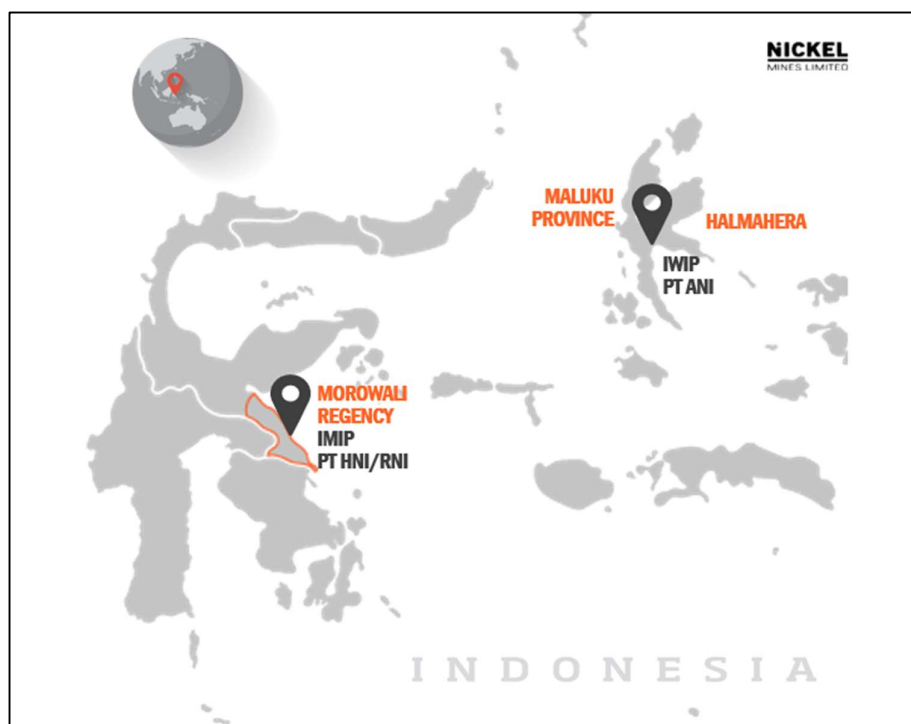 NICKEL
MINES LIMITED
MALUKU
PROVINCE
HALMAHERA
IWIP
PT ANI
MOROWALI
REGENCY
IMIP
PT HNI/RNI
INDONESIA